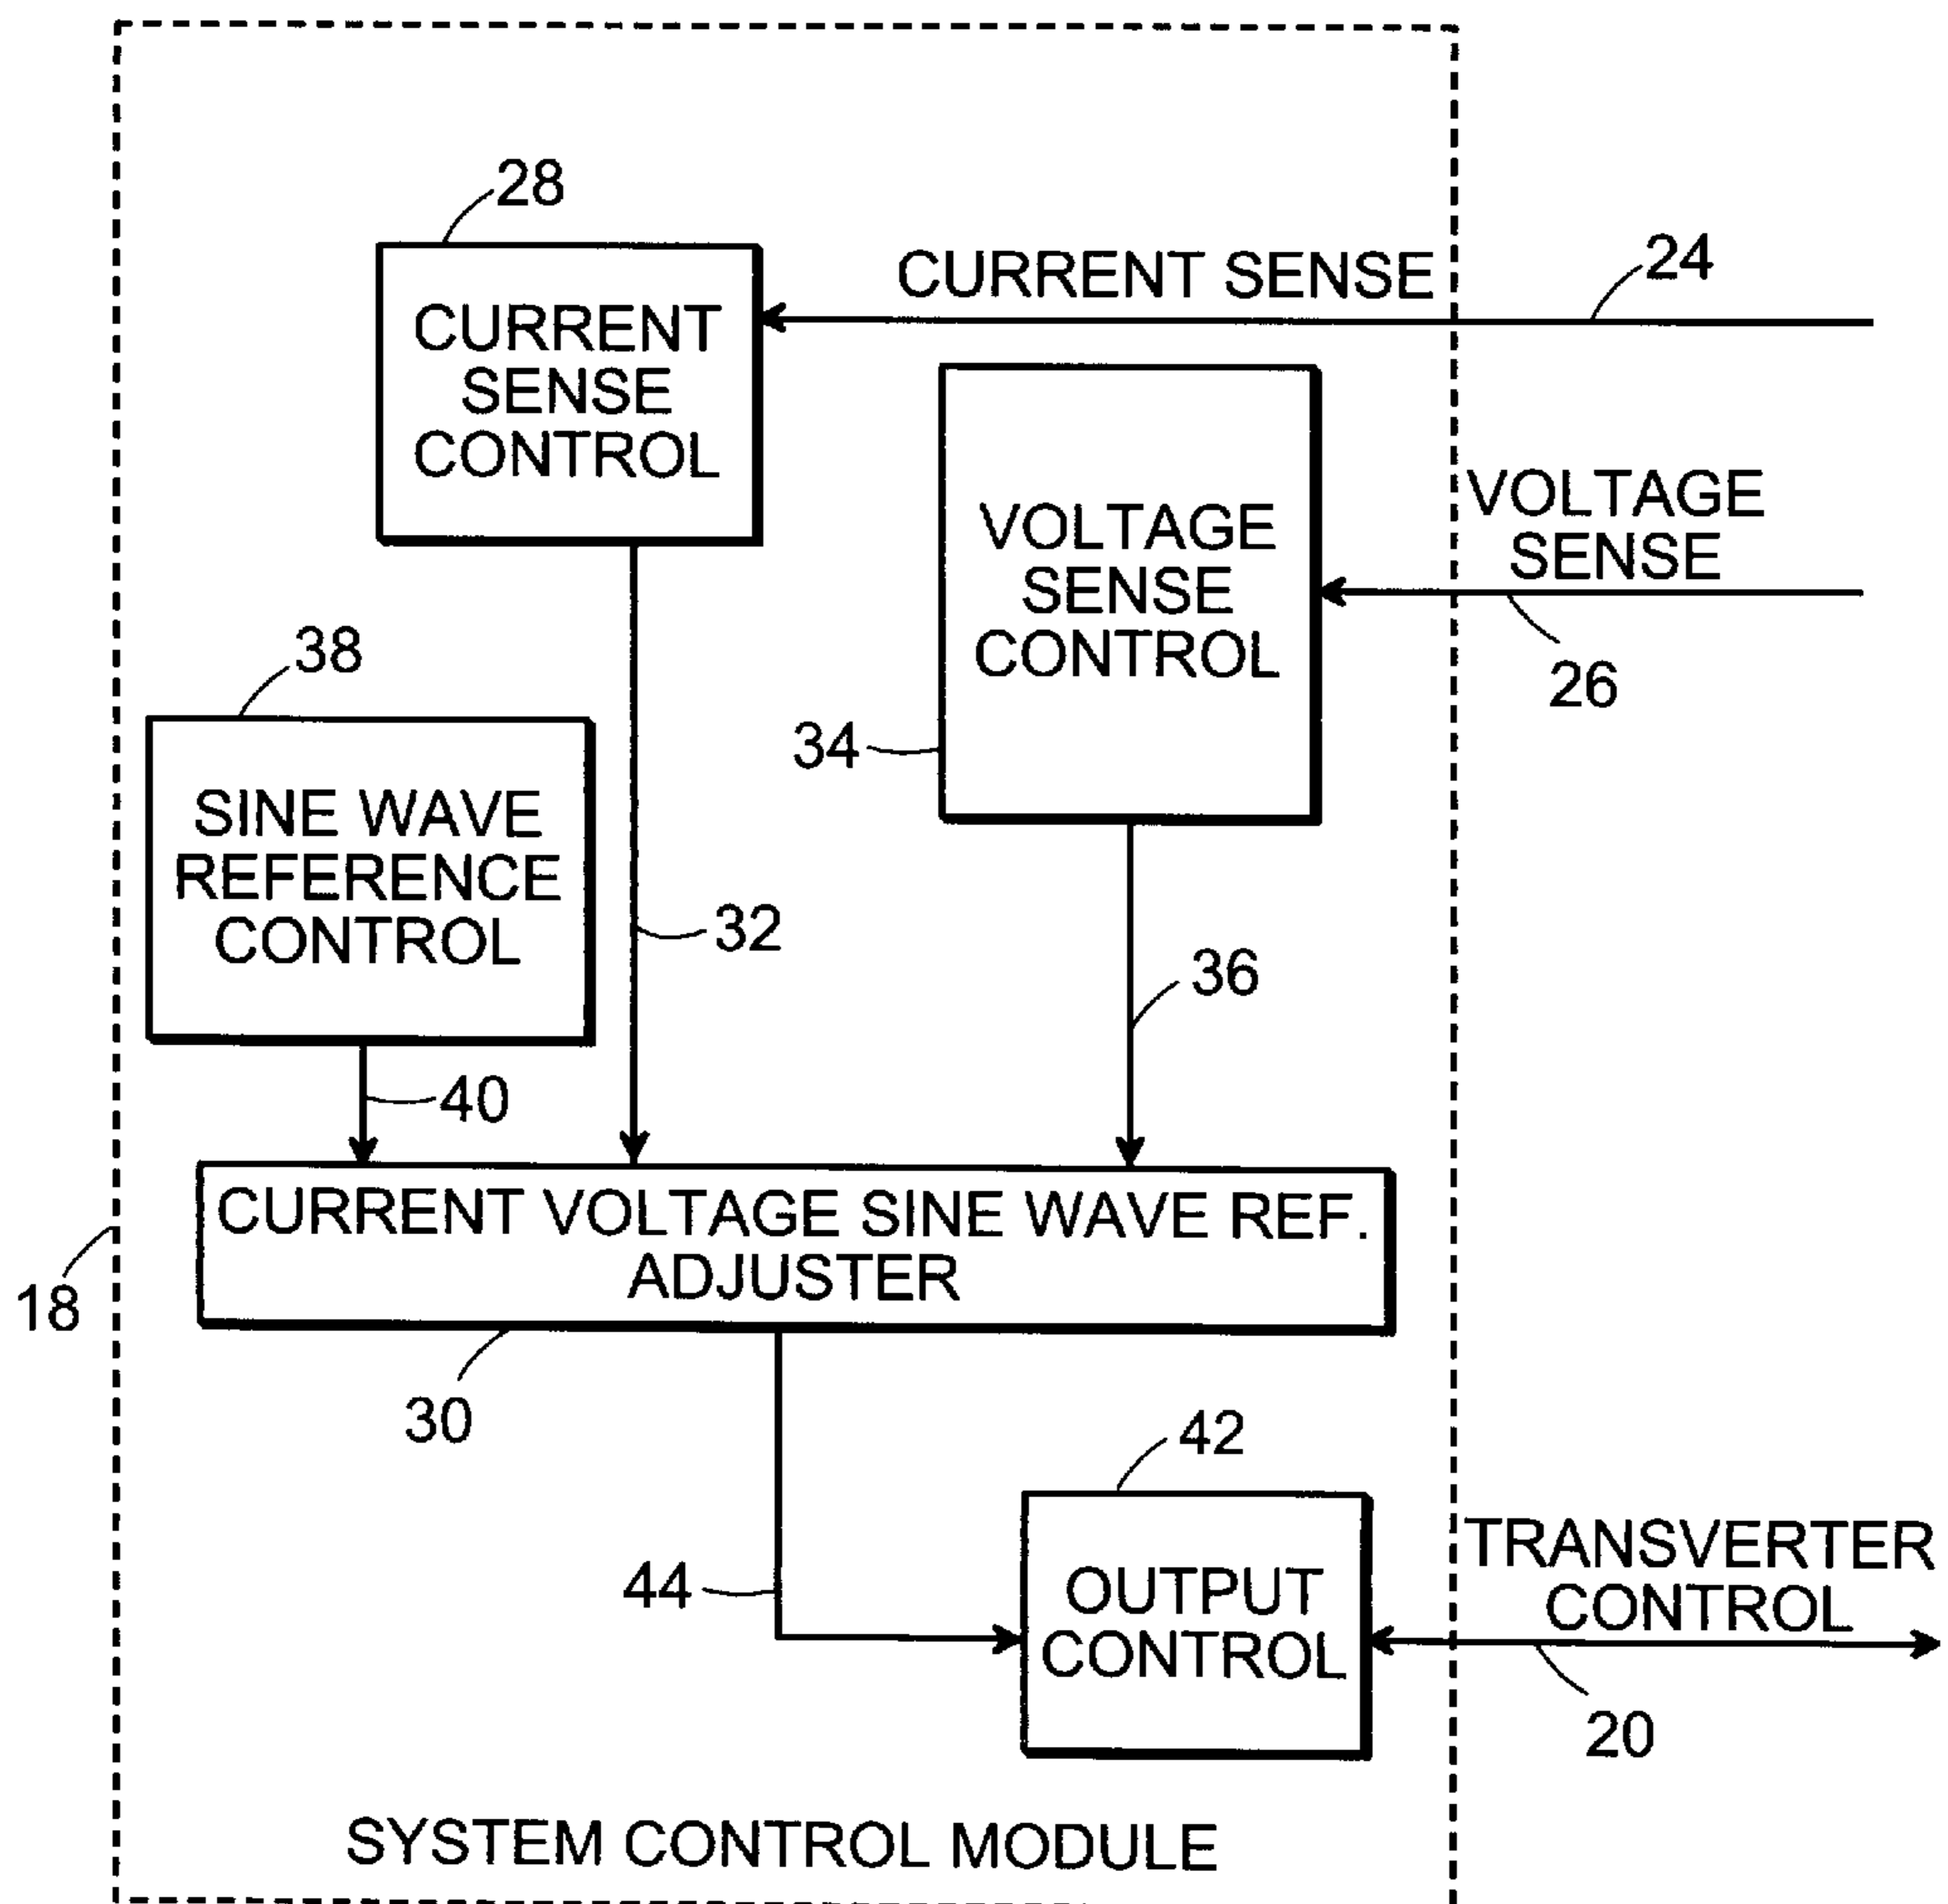 28
CURRENT SENSE
24
CURRENT
SENSE
CONTROL
VOLTAGE
SENSE
26
VOLTAGE
SENSE
CONTROL
34
38
SINE WAVE
REFERENCE
CONTROL
32
36
40
CURRENT VOLTAGE SINE WAVE REF.
ADJUSTER
18
30
42
44
OUTPUT
CONTROL
TRANSVERTER
CONTROL
20
SYSTEM CONTROL MODULE